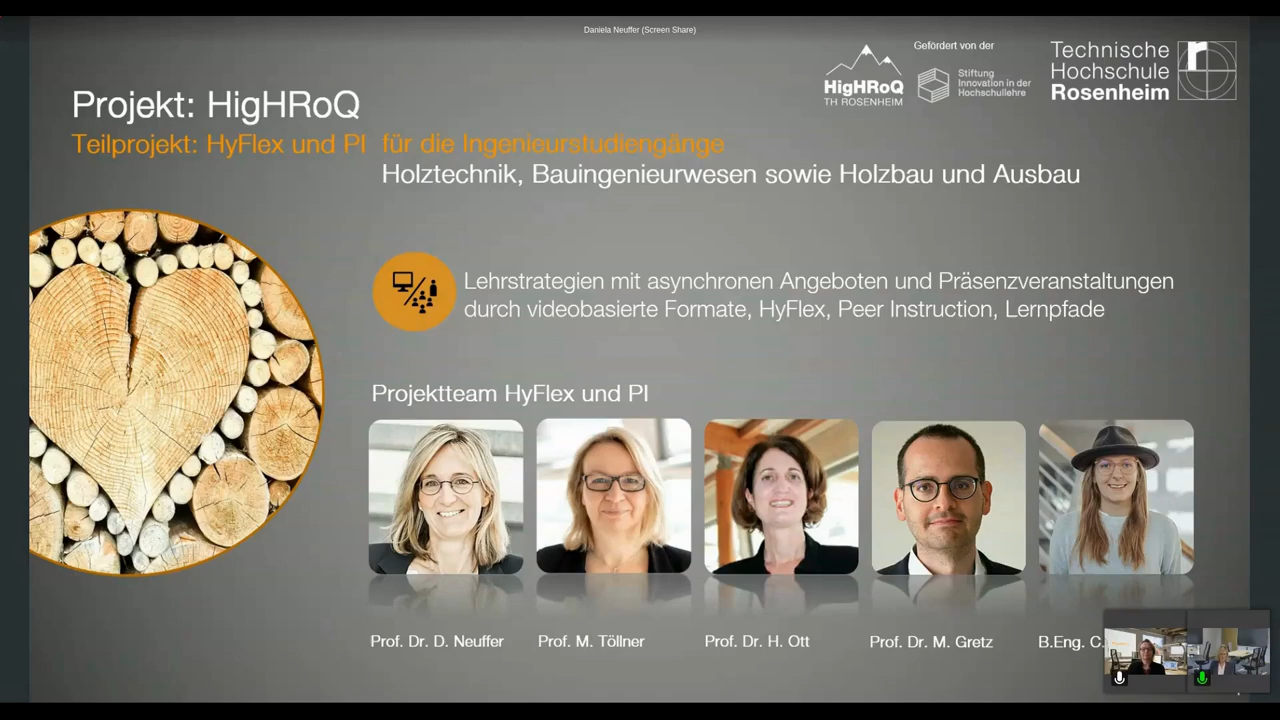 Daniela Neuffer (Screen Share)
Gefördert von der
HigHRoQ
TH ROSENHEIM
Stiftung
Innovation in der
Hochschullehre
Technische
Hochschule
Rosenheim
Projekt: HigHRoQ
Teilprojekt: HyFlex und PI für die Ingenieurstudiengänge
Holztechnik, Bauingenieurwesen sowie Holzbau und Ausbau
Lehrstrategien mit asynchronen Angeboten und Präsenzveranstaltungen
durch videobasierte Formate, HyFlex, Peer Instruction, Lernpfade
Projektteam HyFlex und PI
Prof. Dr. D. Neuffer
Prof. M. Töllner
Prof. Dr. H. Ott
Prof. Dr. M. Gretz
B.Eng. C.